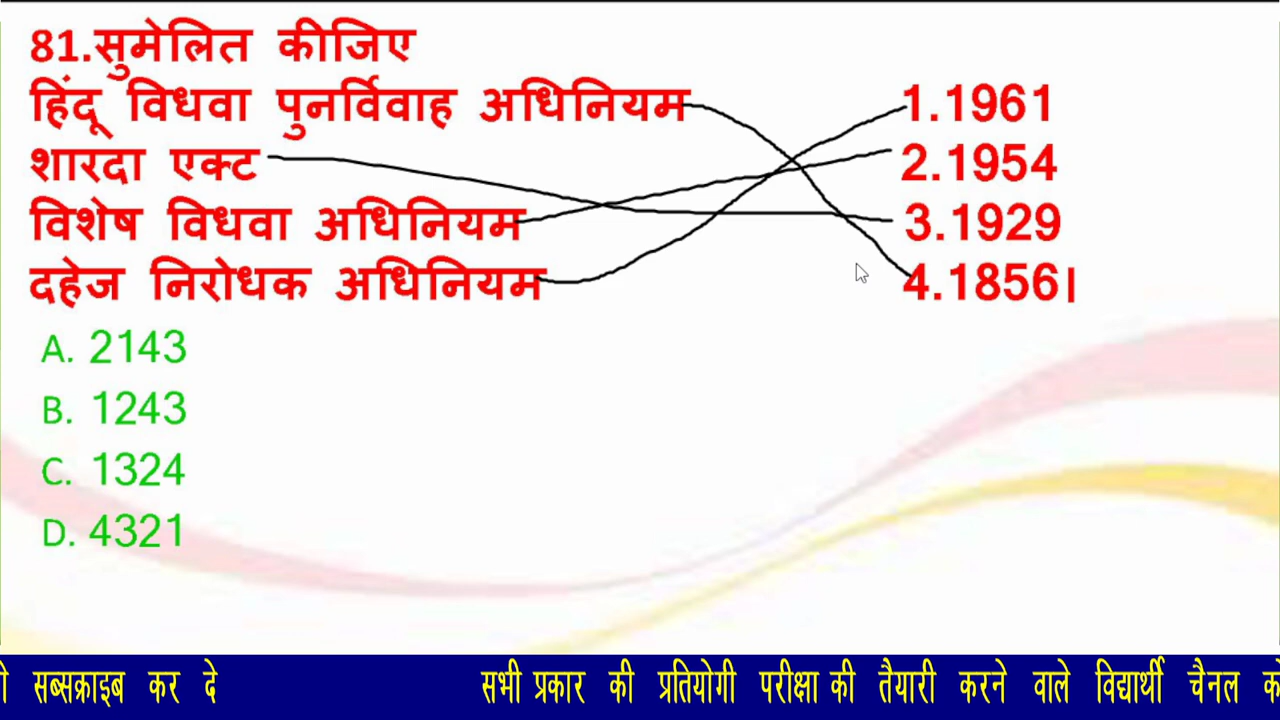 81.सुमेलित कीजिए
हिंदू विधवा पुनर्विवाह अधिनियम 1.1961
शारदा एक्ट 2.1954
विशेष विधवा अधिनियम 3.1929
दहेज निरोधक अधिनियम 4.1856।
A. 2143
B. 1243
C. 1324
D. 4321
सब्सक्राइब कर दे सभी प्रकार की प्रतियोगी परीक्षा की तैयारी करने वाले विद्यार्थी चैनल